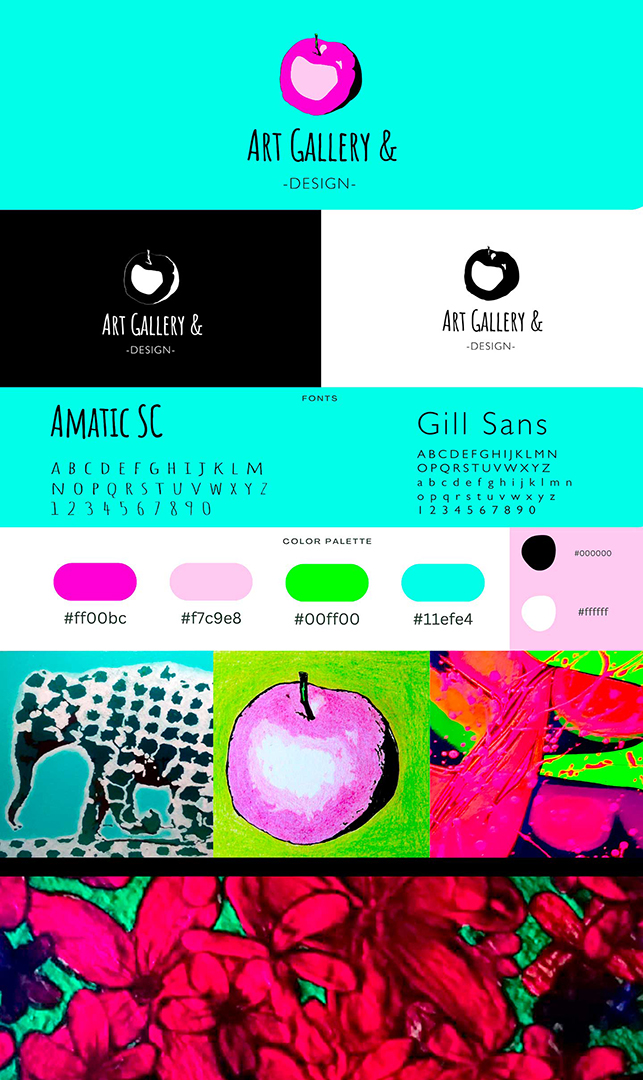 ART GALLERY &
-DESIGN-
ART GALLERY &
-DESIGN-
ART GALLERY &
-DESIGN-
FONTS
AMATIC SC
A B C D E F G H I J K L M
N O P Q R S T U V W X Y Z
1 2 3 4 5 6 7 8 9 0
Gill Sans
A B C D E F G H I J K L M N
O P Q R S T U V W X Y Z
a b c d e f g h i j k l m n
o p q r s t u v w x y z
1 2 3 4 5 6 7 8 9 0
COLOR PALETTE
#ff00bc
#f7c9e8
#00ff00
#11efe4
#000000
#ffffff